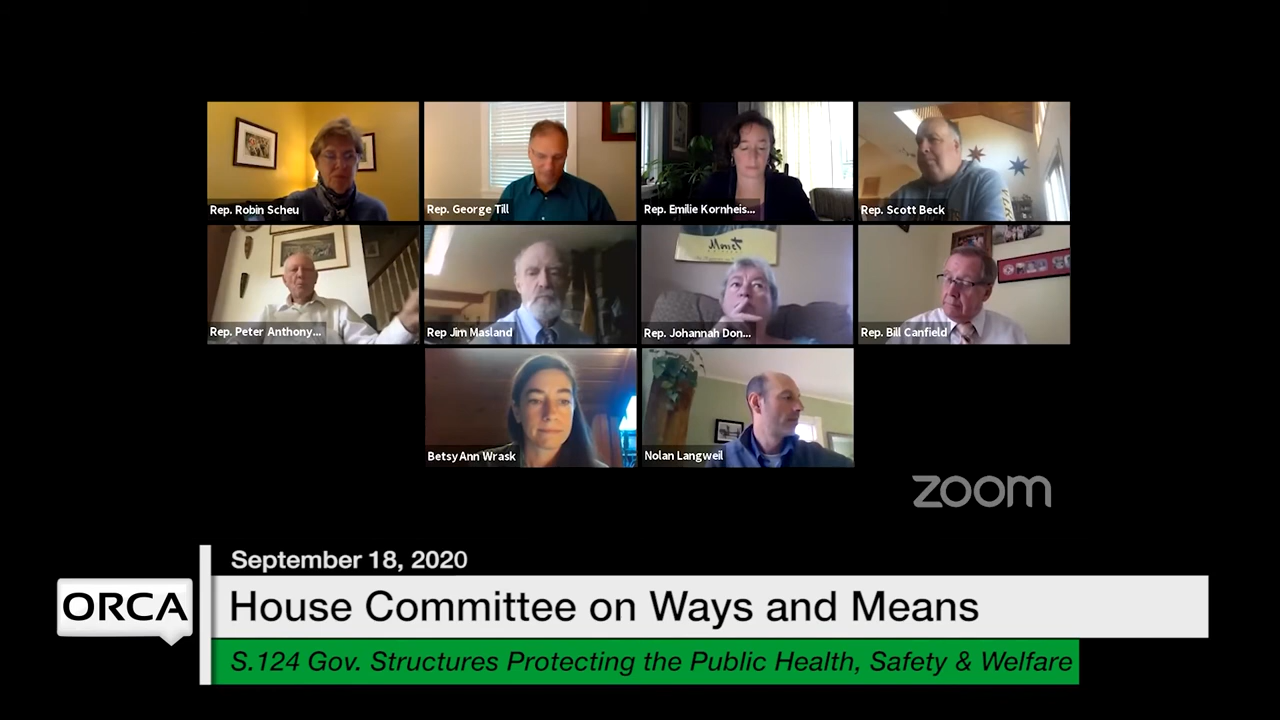 Rep. Robin Scheu
Rep. George Till
Rep. Emilie Kornheis...
Rep. Scott Beck
Rep. Peter Anthony...
Rep Jim Masland
Monet
Rep. Johannah Don...
Rep. Bill Canfield
Betsy Ann Wrask
Nolan Langweil
zoom
September 18, 2020
ORCA
House Committee on Ways and Means
S.124 Gov. Structures Protecting the Public Health, Safety & Welfare